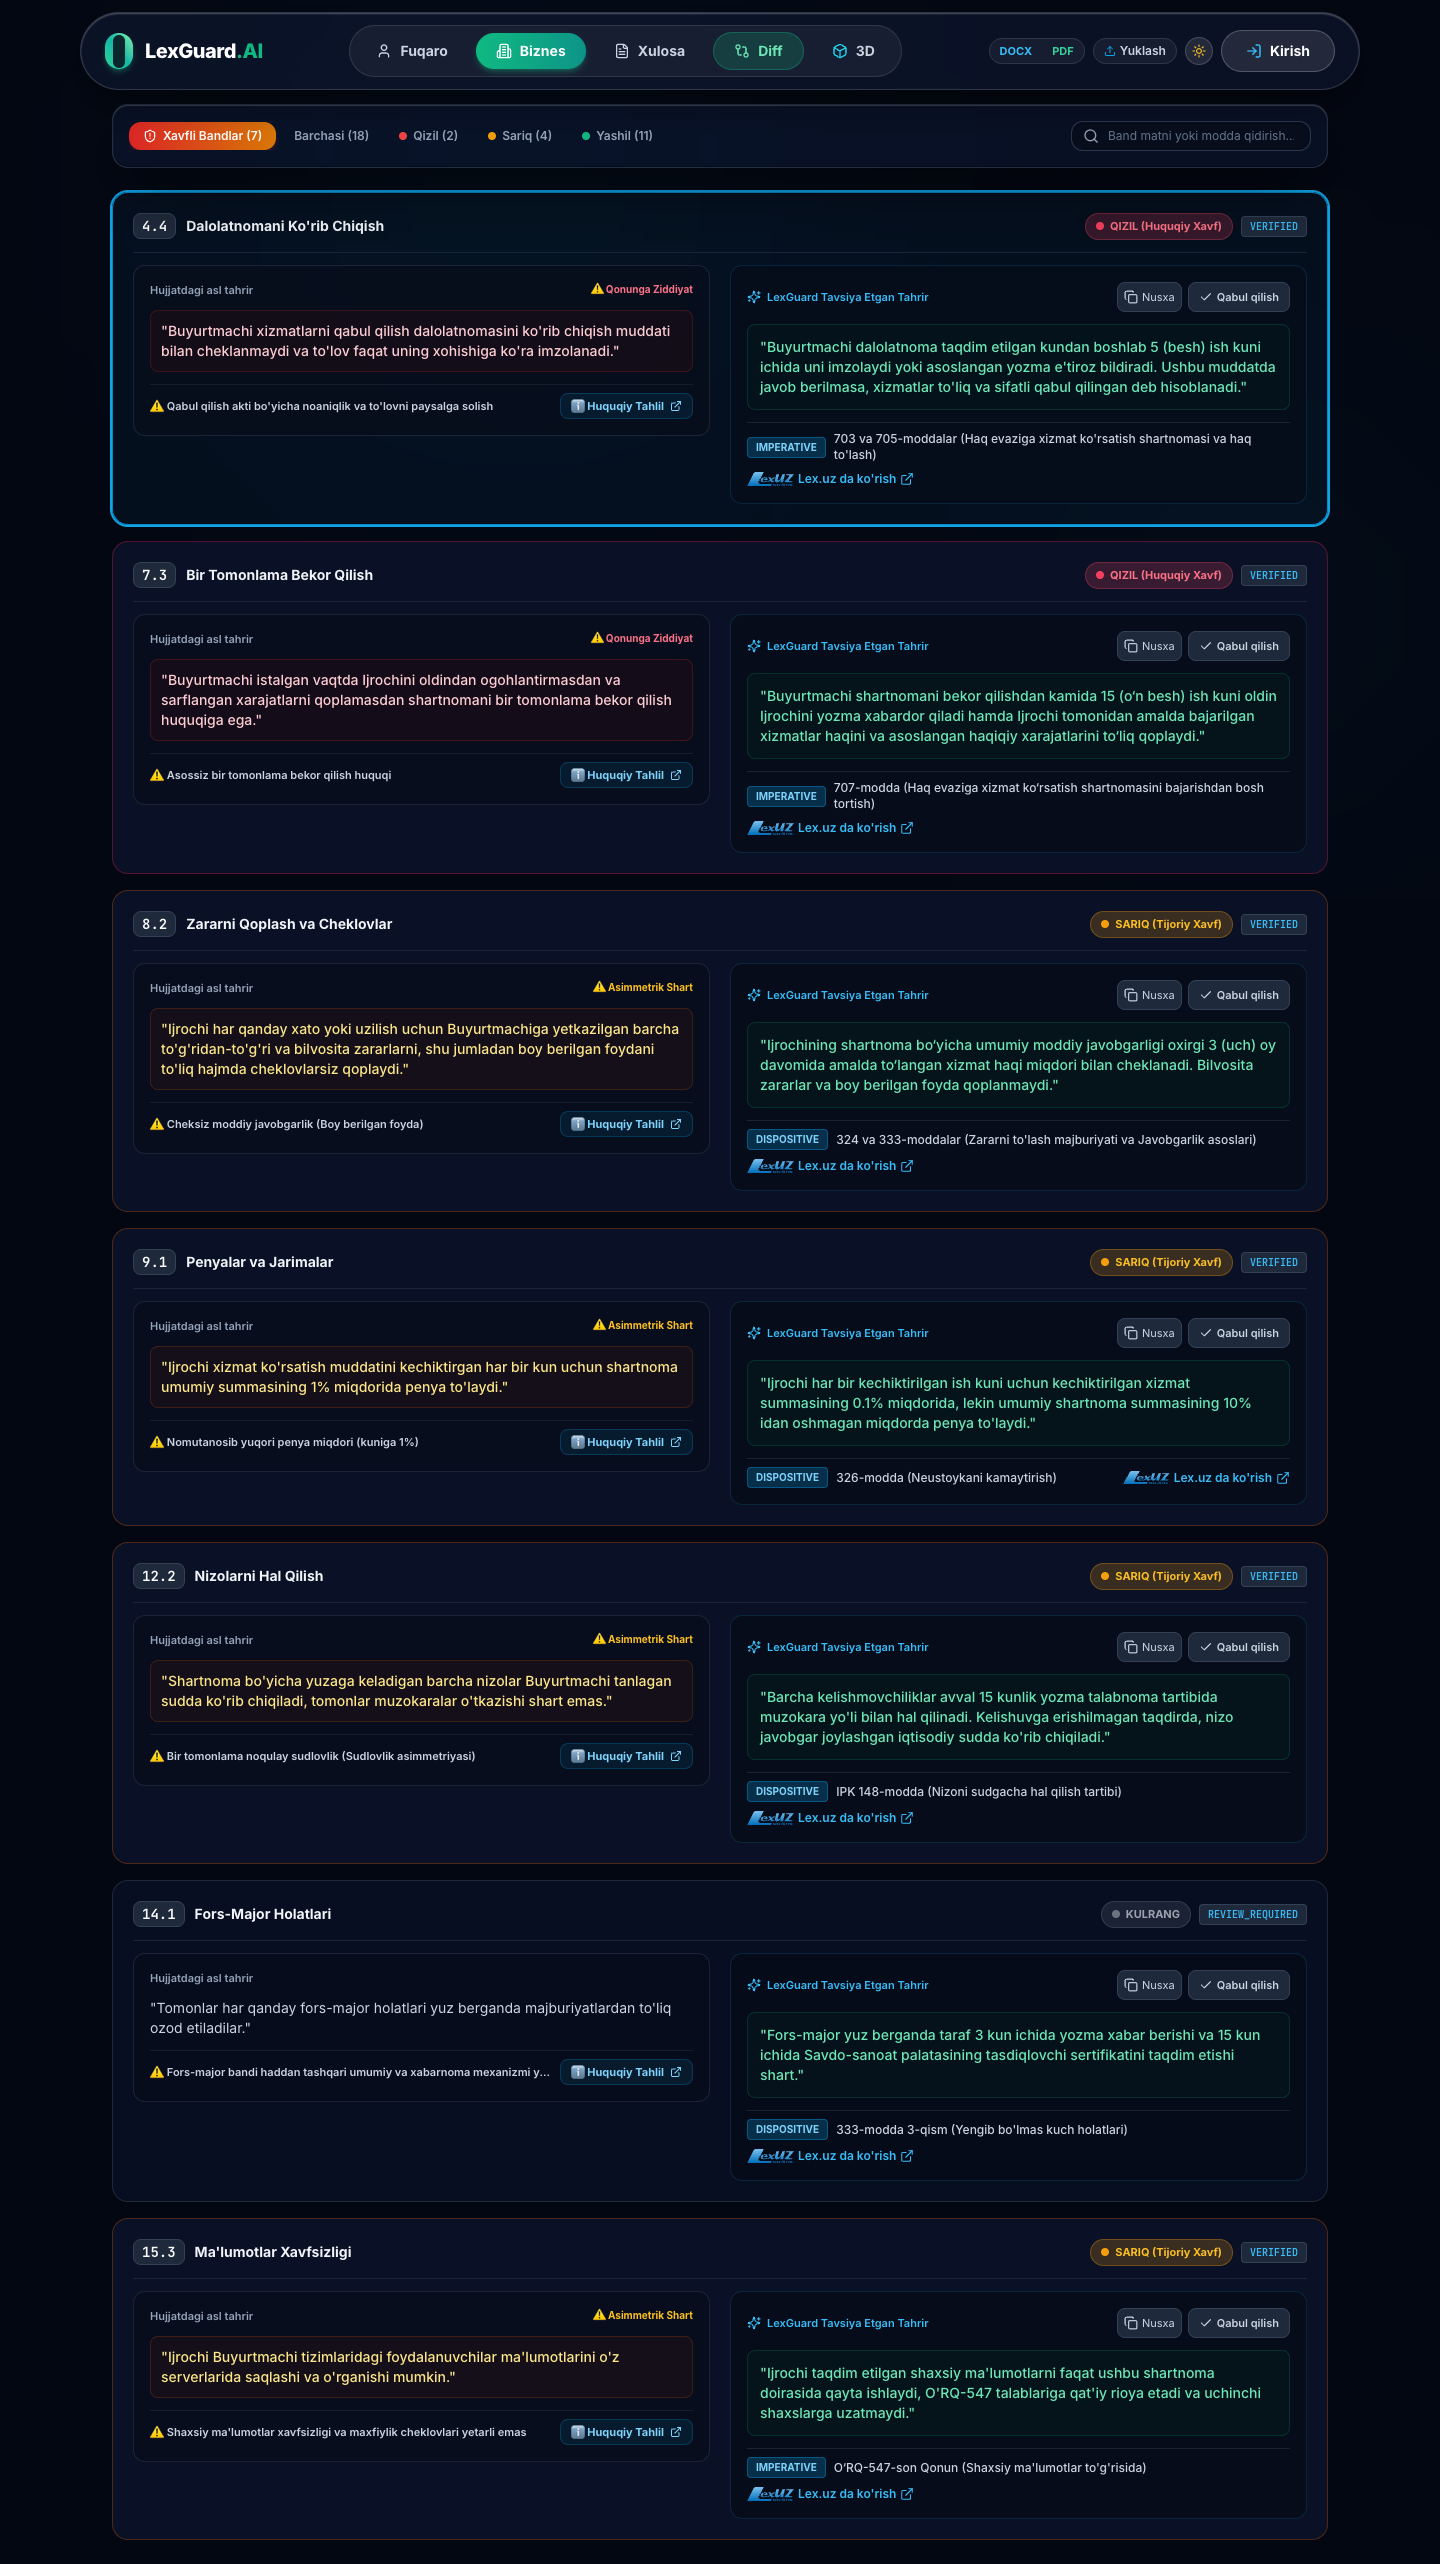 LexGuard.AI
Fuqaro
Biznes
Xulosa
Diff
3D
DOCX PDF
Yuklash
Kirish
Xavfli Bandlar (7)
Barchasi (18)
Qizil (2)
Sariq (4)
Yashil (11)
Band matni yoki modda qidirish...
4.4 Dalolatnomani Ko'rib Chiqish
QIZIL (Huquqiy Xavf)
VERIFIED
Hujjatdagi asl tahrir
Qonunga Ziddiyat
"Buyurtmachi xizmatlarni qabul qilish dalolatnomasini ko'rib chiqish muddati
bilan cheklanmaydi va to'lov faqat uning xohishiga ko'ra imzolanadi."
Qabul qilish akti bo'yicha noaniqlik va to'lovni paysalga solish
Huquqiy Tahlil
LexGuard Tavsiya Etgan Tahrir
Nusxa
Qabul qilish
"Buyurtmachi dalolatnoma taqdim etilgan kundan boshlab 5 (besh) ish kuni
ichida uni imzolaydi yoki asoslangan yozma e'tiroz bildiradi. Ushbu muddatda
javob berilmasa, xizmatlar to'liq va sifatli qabul qilingan deb hisoblanadi."
IMPERATIVE
703 va 705-moddalar (Haq evaziga xizmat ko'rsatish shartnomasi va haq
to'lash)
LexUZ Lex.uz da ko'rish
7.3 Bir Tomonlama Bekor Qilish
QIZIL (Huquqiy Xavf)
VERIFIED
Hujjatdagi asl tahrir
Qonunga Ziddiyat
"Buyurtmachi istalgan vaqtda Ijrochini oldindan ogohlantirmasdan va
sarflangan xarajatlarni qoplamasdan shartnomani bir tomonlama bekor qilish
huquqiga ega."
Asossiz bir tomonlama bekor qilish huquqi
Huquqiy Tahlil
LexGuard Tavsiya Etgan Tahrir
Nusxa
Qabul qilish
"Buyurtmachi shartnomani bekor qilishdan kamida 15 (o‘n besh) ish kuni oldin
Ijrochini yozma xabardor qiladi hamda Ijrochi tomonidan amalda bajarilgan
xizmatlar haqini va asoslangan haqiqiy xarajatlarini to‘liq qoplaydi."
IMPERATIVE
707-modda (Haq evaziga xizmat ko‘rsatish shartnomasini bajarishdan bosh
tortish)
LexUZ Lex.uz da ko'rish
8.2 Zararni Qoplash va Cheklovlar
SARIQ (Tijoriy Xavf)
VERIFIED
Hujjatdagi asl tahrir
Asimmetrik Shart
"Ijrochi har qanday xato yoki uzilish uchun Buyurtmachiga yetkazilgan barcha
to'g'ridan-to'g'ri va bilvosita zararlarni, shu jumladan boy berilgan foydani
to'liq hajmda cheklovlarsiz qoplaydi."
Cheksiz moddiy javobgarlik (Boy berilgan foyda)
Huquqiy Tahlil
LexGuard Tavsiya Etgan Tahrir
Nusxa
Qabul qilish
"Ijrochining shartnoma bo‘yicha umumiy moddiy javobgarligi oxirgi 3 (uch) oy
davomida amalda to‘langan xizmat haqi miqdori bilan cheklanadi. Bilvosita
zararlar va boy berilgan foyda qoplanmaydi."
DISPOSITIVE
324 va 333-moddalar (Zararni to'lash majburiyati va Javobgarlik asoslari)
LexUZ Lex.uz da ko'rish
9.1 Penyalar va Jarimalar
SARIQ (Tijoriy Xavf)
VERIFIED
Hujjatdagi asl tahrir
Asimmetrik Shart
"Ijrochi xizmat ko'rsatish muddatini kechiktirgan har bir kun uchun shartnoma
umumiy summasining 1% miqdorida penya to'laydi."
Nomutanosib yuqori penya miqdori (kuniga 1%)
Huquqiy Tahlil
LexGuard Tavsiya Etgan Tahrir
Nusxa
Qabul qilish
"Ijrochi har bir kechiktirilgan ish kuni uchun kechiktirilgan xizmat
summasining 0.1% miqdorida, lekin umumiy shartnoma summasining 10%
idan oshmagan miqdorda penya to'laydi."
DISPOSITIVE
326-modda (Neustoykani kamaytirish)
LexUZ Lex.uz da ko'rish
12.2 Nizolarni Hal Qilish
SARIQ (Tijoriy Xavf)
VERIFIED
Hujjatdagi asl tahrir
Asimmetrik Shart
"Shartnoma bo'yicha yuzaga keladigan barcha nizolar Buyurtmachi tanlagan
sudda ko'rib chiqiladi, tomonlar muzokaralar o'tkazishi shart emas."
Bir tomonlama noqulay sudlovlik (Sudlovlik asimmetriyasi)
Huquqiy Tahlil
LexGuard Tavsiya Etgan Tahrir
Nusxa
Qabul qilish
"Barcha kelishmovchiliklar avval 15 kunlik yozma talabnoma tartibida
muzokara yo'li bilan hal qilinadi. Kelishuvga erishilmagan taqdirda, nizo
javobgar joylashgan iqtisodiy sudda ko'rib chiqiladi."
DISPOSITIVE
IPK 148-modda (Nizoni sudgacha hal qilish tartibi)
LexUZ Lex.uz da ko'rish
14.1 Fors-Major Holatlari
KULRANG
REVIEW_REQUIRED
Hujjatdagi asl tahrir
"Tomonlar har qanday fors-major holatlari yuz berganda majburiyatlardan to'liq
ozod etiladilar."
Fors-major bandi haddan tashqari umumiy va xabarnoma mexanizmi y...
Huquqiy Tahlil
LexGuard Tavsiya Etgan Tahrir
Nusxa
Qabul qilish
"Fors-major yuz berganda taraf 3 kun ichida yozma xabar berishi va 15 kun
ichida Savdo-sanoat palatasining tasdiqlovchi sertifikatini taqdim etishi
shart."
DISPOSITIVE
333-modda 3-qism (Yengib bo'lmas kuch holatlari)
LexUZ Lex.uz da ko'rish
15.3 Ma'lumotlar Xavfsizligi
SARIQ (Tijoriy Xavf)
VERIFIED
Hujjatdagi asl tahrir
Asimmetrik Shart
"Ijrochi Buyurtmachi tizimlaridagi foydalanuvchilar ma'lumotlarini o'z
serverlarida saqlashi va o'rganishi mumkin."
Shaxsiy ma'lumotlar xavfsizligi va maxfiylik cheklovlari yetarli emas
Huquqiy Tahlil
LexGuard Tavsiya Etgan Tahrir
Nusxa
Qabul qilish
"Ijrochi taqdim etilgan shaxsiy ma'lumotlarni faqat ushbu shartnoma
doirasida qayta ishlaydi, O'RQ-547 talablariga qat'iy rioya etadi va uchinchi
shaxslarga uzatmaydi."
IMPERATIVE
O‘RQ-547-son Qonun (Shaxsiy ma'lumotlar to'g'risida)
LexUZ Lex.uz da ko'rish